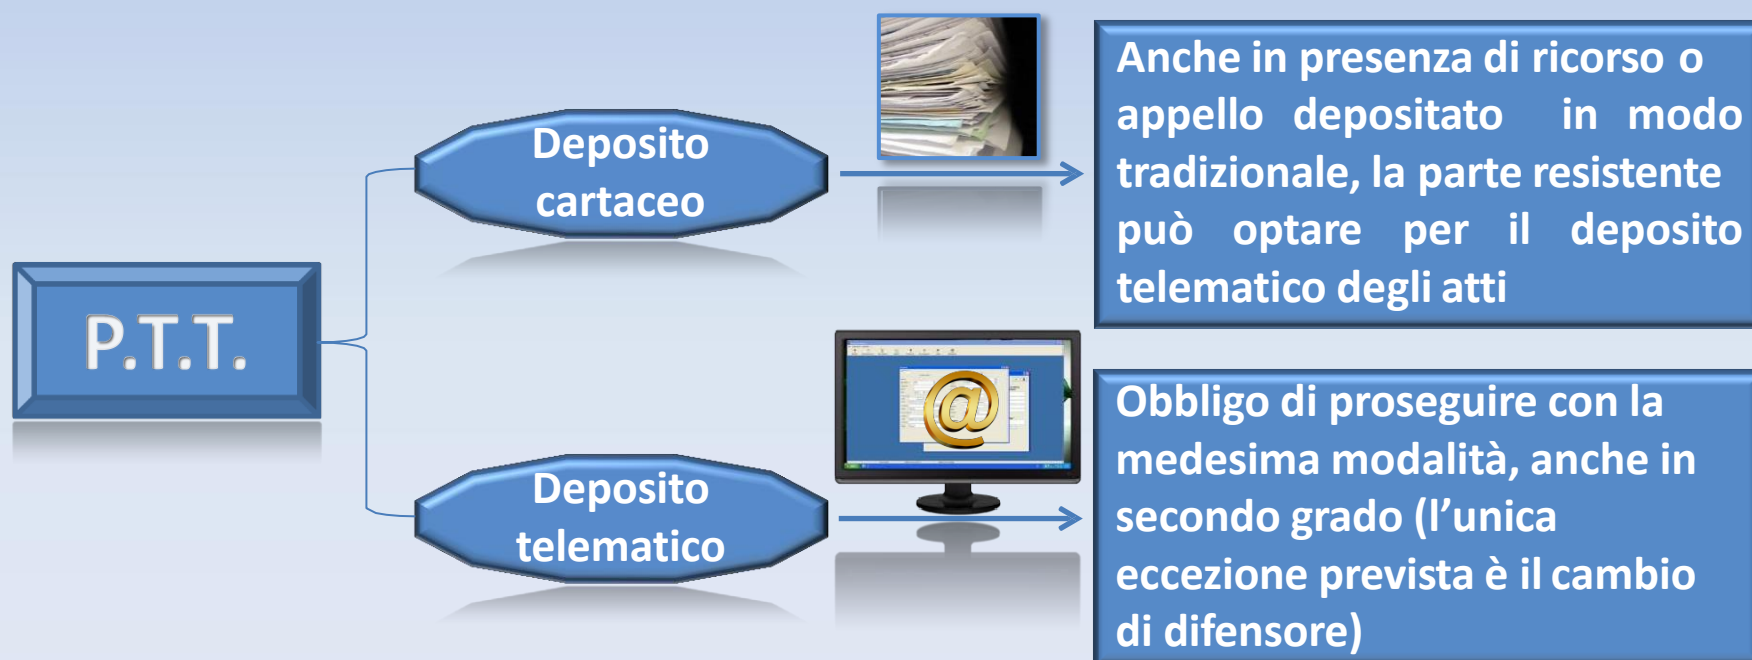 P.T.T.
Deposito
cartaceo
Anche in presenza di ricorso o
appello depositato in modo
tradizionale, la parte resistente
può optare per il deposito
telematico degli atti
Deposito
telematico
@
Obbligo di proseguire con la
medesima modalità, anche in
secondo grado (l’unica
eccezione prevista è il cambio
di difensore)